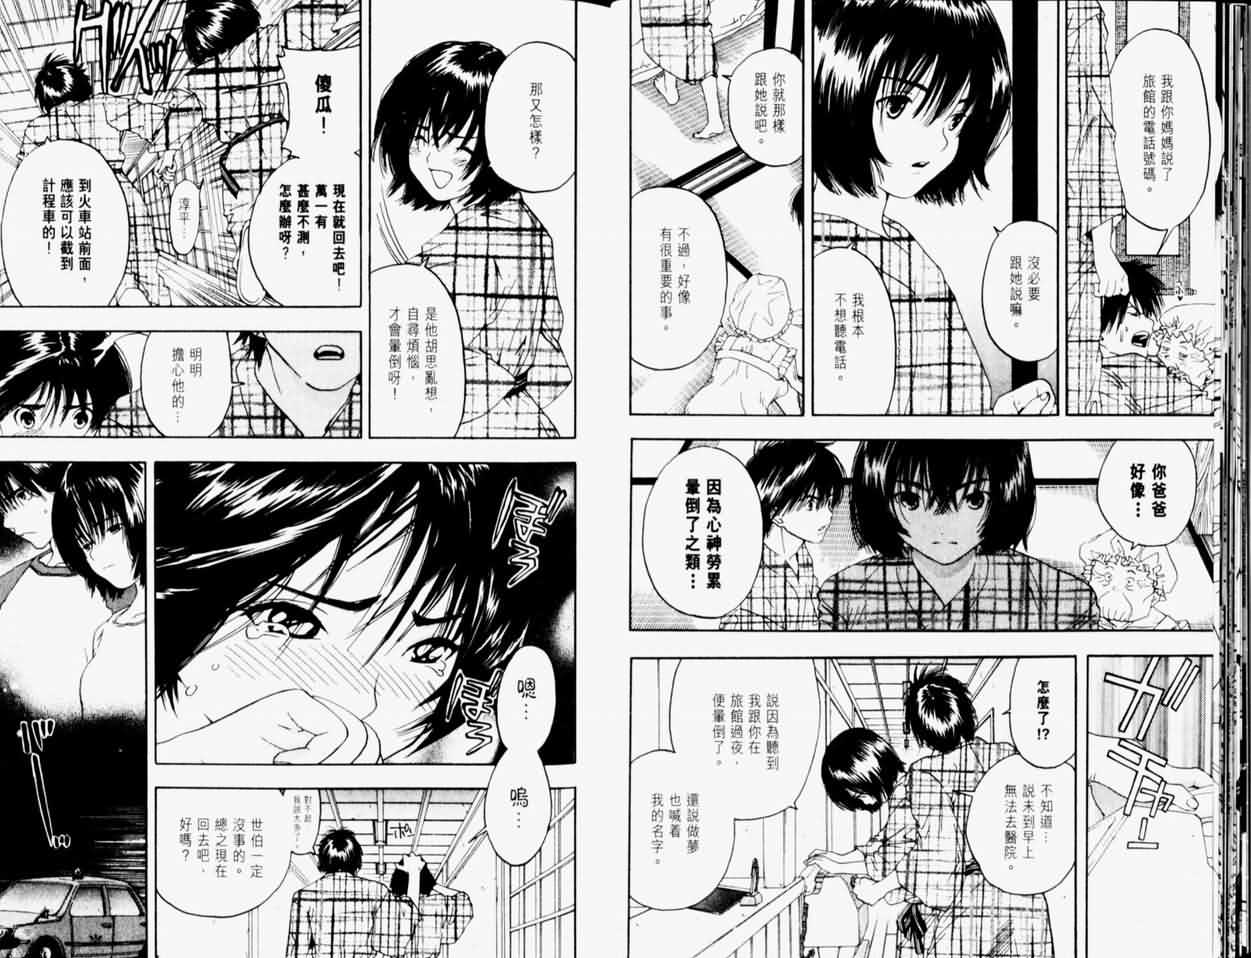 我跟你媽媽說了
旅館的電話號碼。
沒必要
跟她說嘛。
我根本
不想聽電話。
你就那樣
跟她說吧。
不過，好像
有很重要的事。
你爸爸
好像…
因為心神勞累
暈倒了之類…
ガチャー
怎麼了!?
不知道…
說未到早上
無法去醫院。
說因為聽到
我跟你在
旅館過夜，
便暈倒了。
還說做夢
也喊著
我的名字。
那又怎樣？
是他胡思亂想，
自尋煩惱，
才會暈倒呀！
傻瓜！
現在就回去吧！
萬一有
甚麼不測，
怎麼辦呀？
淳平…
到火車站前面，
應該可以截到
計程車的！
明明
擔心他的…
嗯…
嗚…
對不起
世伯一定
沒事的。
總之現在
回去吧，
好嗎？